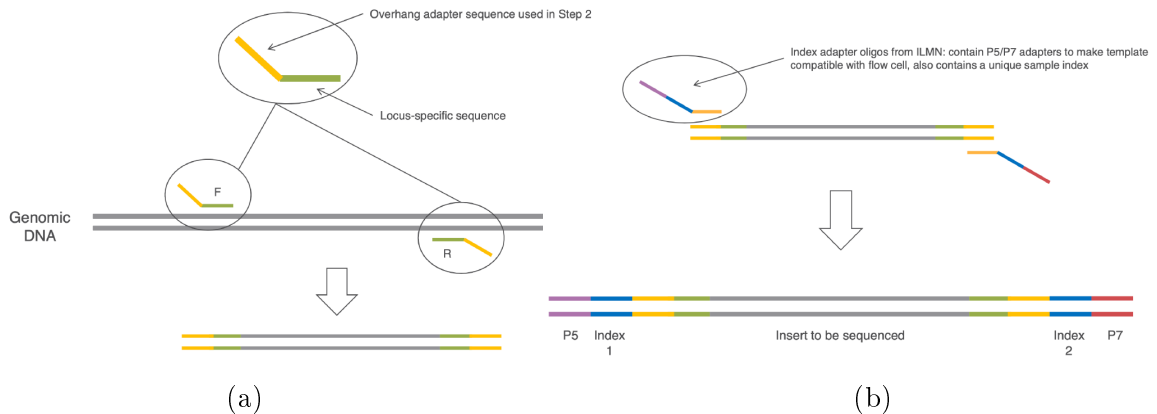 Overhang adapter sequence used in Step 2
Locus-specific sequence
F
Genomic
DNA
R
(a)
Index adapter oligos from ILMN: contain P5/P7 adapters to make template
compatible with flow cell, also contains a unique sample index
P5
Index
1
Insert to be sequenced
Index
2
P7
(b)